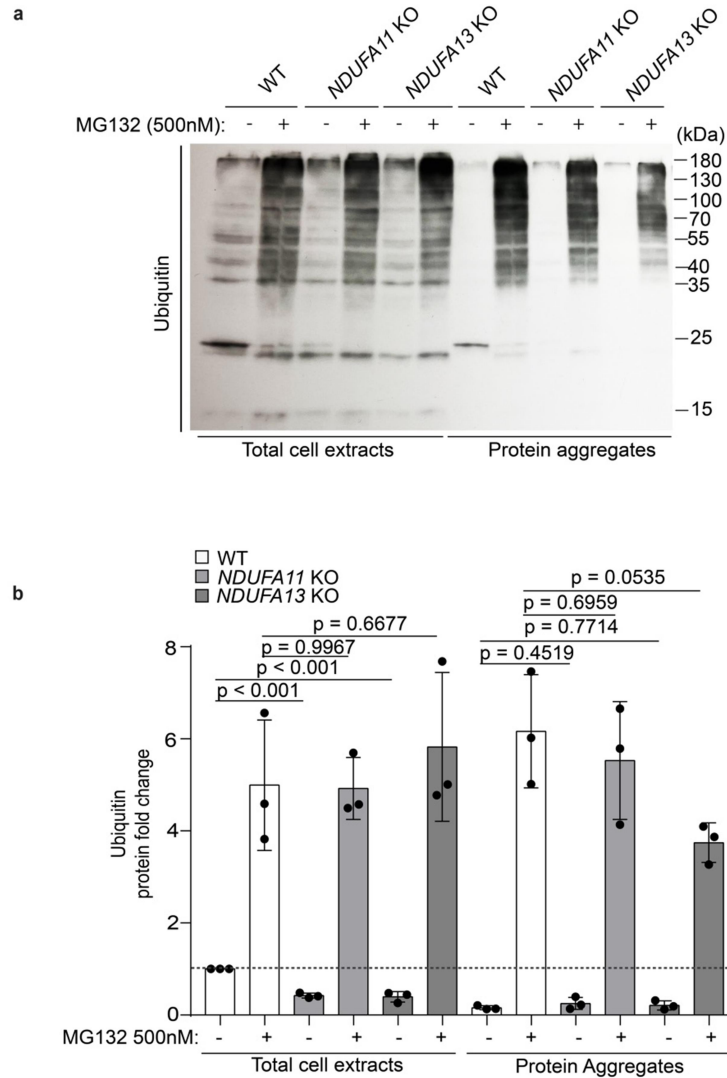 a
WT NDUFA11 KO NDUFA13 KO WT NDUFA11 KO NDUFA13 KO
MG132 (500nM): - + - + - + - + - + - +
(kDa)
180
130
100
70
55
40
35
25
15
Ubiquitin
Total cell extracts Protein aggregates
b
WT
NDUFA11 KO
NDUFA13 KO
p = 0.0535
p = 0.6959
p = 0.6677
p = 0.7714
p = 0.9967
p = 0.4519
p < 0.001
p < 0.001
8
6
4
2
0
Ubiquitin
protein fold change
MG132 500nM: - + - + - + - + - + - +
Total cell extracts Protein Aggregates